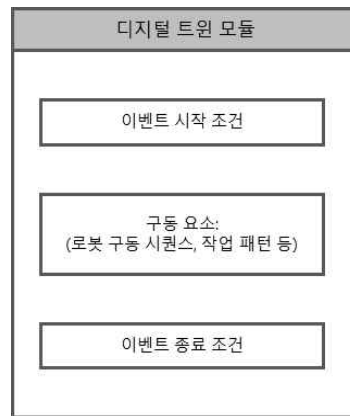 디지털 트윈 모듈
이벤트 시작 조건
구동 요소:
(로봇 구동 시퀀스, 작업 패턴 등)
이벤트 종료 조건